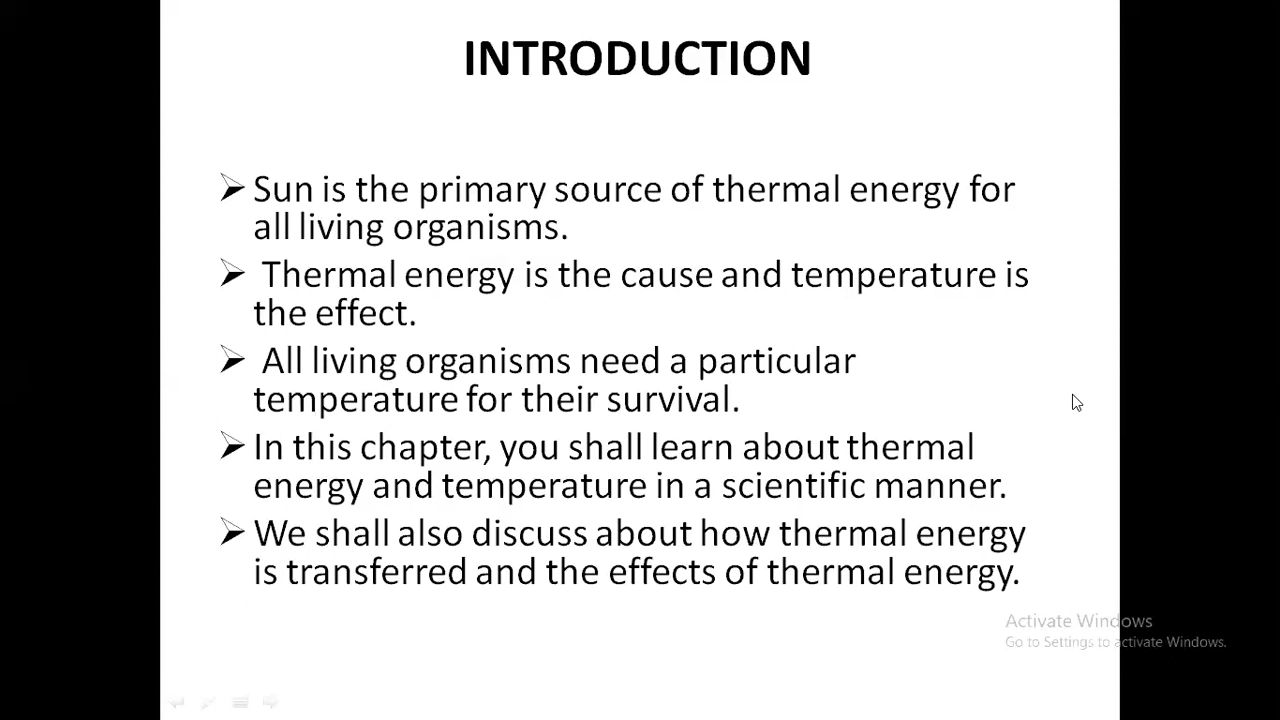 INTRODUCTION
Sun is the primary source of thermal energy for
all living organisms.
Thermal energy is the cause and temperature is
the effect.
All living organisms need a particular
temperature for their survival.
In this chapter, you shall learn about thermal
energy and temperature in a scientific manner.
We shall also discuss about how thermal energy
is transferred and the effects of thermal energy.
Activate Windows
Go to Settings to activate Windows.